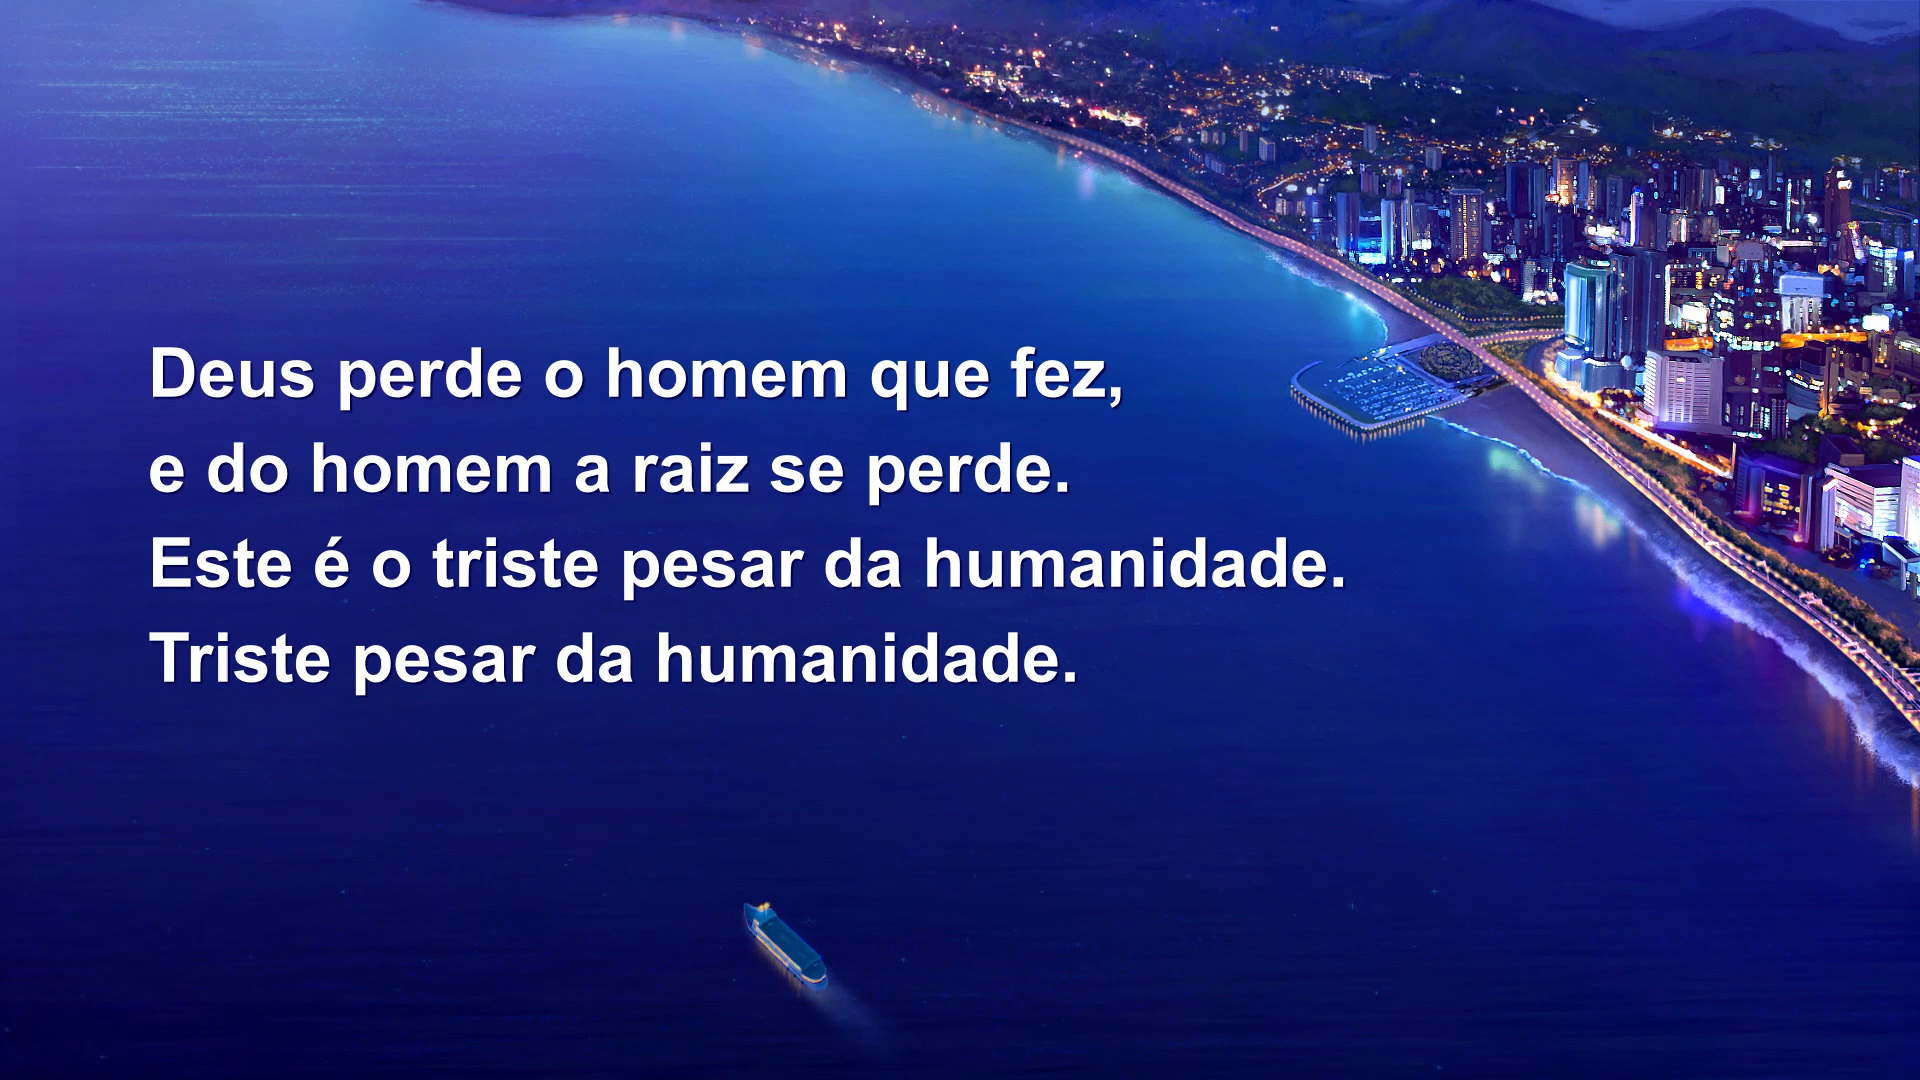 Deus perde o homem que fez,
e do homem a raiz se perde.
Este é o triste pesar da humanidade.
Triste pesar da humanidade.